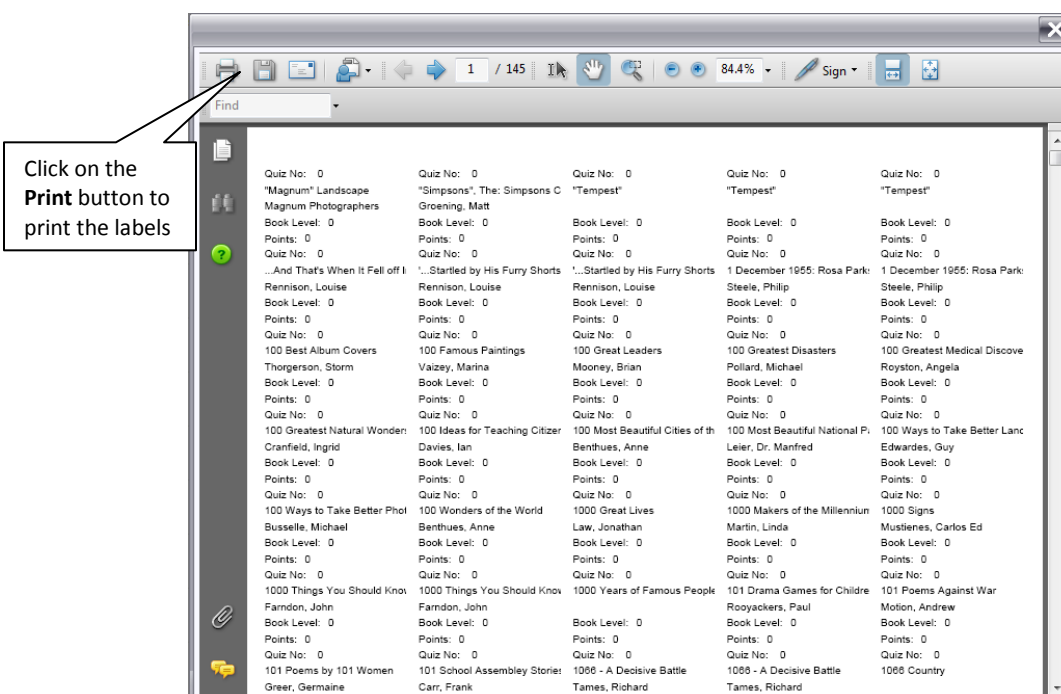 1 / 145 84.4% Sign
Find
Click on the
Print button to
print the labels
Quiz No: 0 Quiz No: 0 Quiz No: 0 Quiz No: 0 Quiz No: 0
"Magnum" Landscape "Simpsons", The: Simpsons C "Tempest" "Tempest" "Tempest"
Magnum Photographers Groening, Matt
Book Level: 0 Book Level: 0 Book Level: 0 Book Level: 0 Book Level: 0
Points: 0 Points: 0 Points: 0 Points: 0 Points: 0
Quiz No: 0 Quiz No: 0 Quiz No: 0 Quiz No: 0 Quiz No: 0
...And That's When It Fell off I '...Startled by His Furry Shorts '...Startled by His Furry Shorts 1 December 1955: Rosa Parks 1 December 1955: Rosa Parks
Rennison, Louise Rennison, Louise Rennison, Louise Steele, Philip Steele, Philip
Book Level: 0 Book Level: 0 Book Level: 0 Book Level: 0 Book Level: 0
Points: 0 Points: 0 Points: 0 Points: 0 Points: 0
Quiz No: 0 Quiz No: 0 Quiz No: 0 Quiz No: 0 Quiz No: 0
100 Best Album Covers 100 Famous Paintings 100 Great Leaders 100 Greatest Disasters 100 Greatest Medical Discove
Thorgerson, Storm Vaizey, Marina Mooney, Brian Pollard, Michael Royston, Angela
Book Level: 0 Book Level: 0 Book Level: 0 Book Level: 0 Book Level: 0
Points: 0 Points: 0 Points: 0 Points: 0 Points: 0
Quiz No: 0 Quiz No: 0 Quiz No: 0 Quiz No: 0 Quiz No: 0
100 Greatest Natural Wonders 100 Ideas for Teaching Citizer 100 Most Beautiful Cities of th 100 Most Beautiful National Pa 100 Ways to Take Better Lanc
Cranfield, Ingrid Davies, Ian Benthues, Anne Leier, Dr. Manfred Edwardes, Guy
Book Level: 0 Book Level: 0 Book Level: 0 Book Level: 0 Book Level: 0
Points: 0 Points: 0 Points: 0 Points: 0 Points: 0
Quiz No: 0 Quiz No: 0 Quiz No: 0 Quiz No: 0 Quiz No: 0
100 Ways to Take Better Phot 100 Wonders of the World 1000 Great Lives 1000 Makers of the Millennium 1000 Signs
Busselle, Michael Benthues, Anne Law, Jonathan Martin, Linda Mustienes, Carlos Ed
Book Level: 0 Book Level: 0 Book Level: 0 Book Level: 0 Book Level: 0
Points: 0 Points: 0 Points: 0 Points: 0 Points: 0
Quiz No: 0 Quiz No: 0 Quiz No: 0 Quiz No: 0 Quiz No: 0
1000 Things You Should Know 1000 Things You Should Know 1000 Years of Famous People 101 Drama Games for Childre 101 Poems Against War
Farndon, John Farndon, John Rooyackers, Paul Motion, Andrew
Book Level: 0 Book Level: 0 Book Level: 0 Book Level: 0 Book Level: 0
Points: 0 Points: 0 Points: 0 Points: 0 Points: 0
Quiz No: 0 Quiz No: 0 Quiz No: 0 Quiz No: 0 Quiz No: 0
101 Poems by 101 Women 101 School Assembley Stories 1066 - A Decisive Battle 1066 - A Decisive Battle 1066 Country
Greer, Germaine Carr, Frank Tames, Richard Tames, Richard